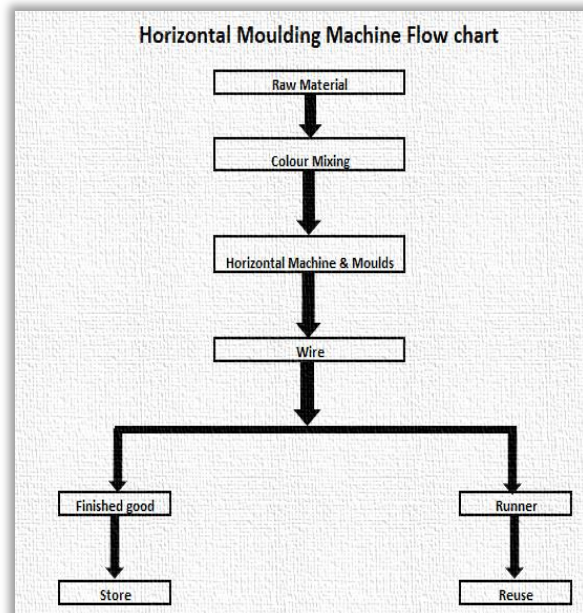 Horizontal Moulding Machine Flow chart
Raw Material
Colour Mixing
Horizontal Machine & Moulds
Wire
Finished good
Runner
Store
Reuse